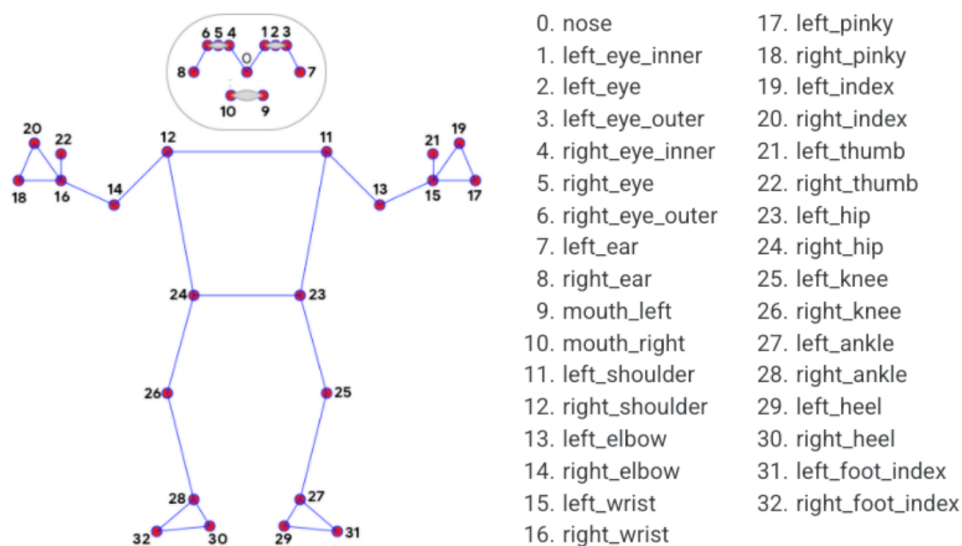 6 5 4 1 2 3
0
8 7
10 9
20 22 12 11 21 19
18 16 14 13 15 17
24 23
26 25
28 27
32 30 29 31
0. nose
1. left_eye_inner
2. left_eye
3. left_eye_outer
4. right_eye_inner
5. right_eye
6. right_eye_outer
7. left_ear
8. right_ear
9. mouth_left
10. mouth_right
11. left_shoulder
12. right_shoulder
13. left_elbow
14. right_elbow
15. left_wrist
16. right_wrist
17. left_pinky
18. right_pinky
19. left_index
20. right_index
21. left_thumb
22. right_thumb
23. left_hip
24. right_hip
25. left_knee
26. right_knee
27. left_ankle
28. right_ankle
29. left_heel
30. right_heel
31. left_foot_index
32. right_foot_index